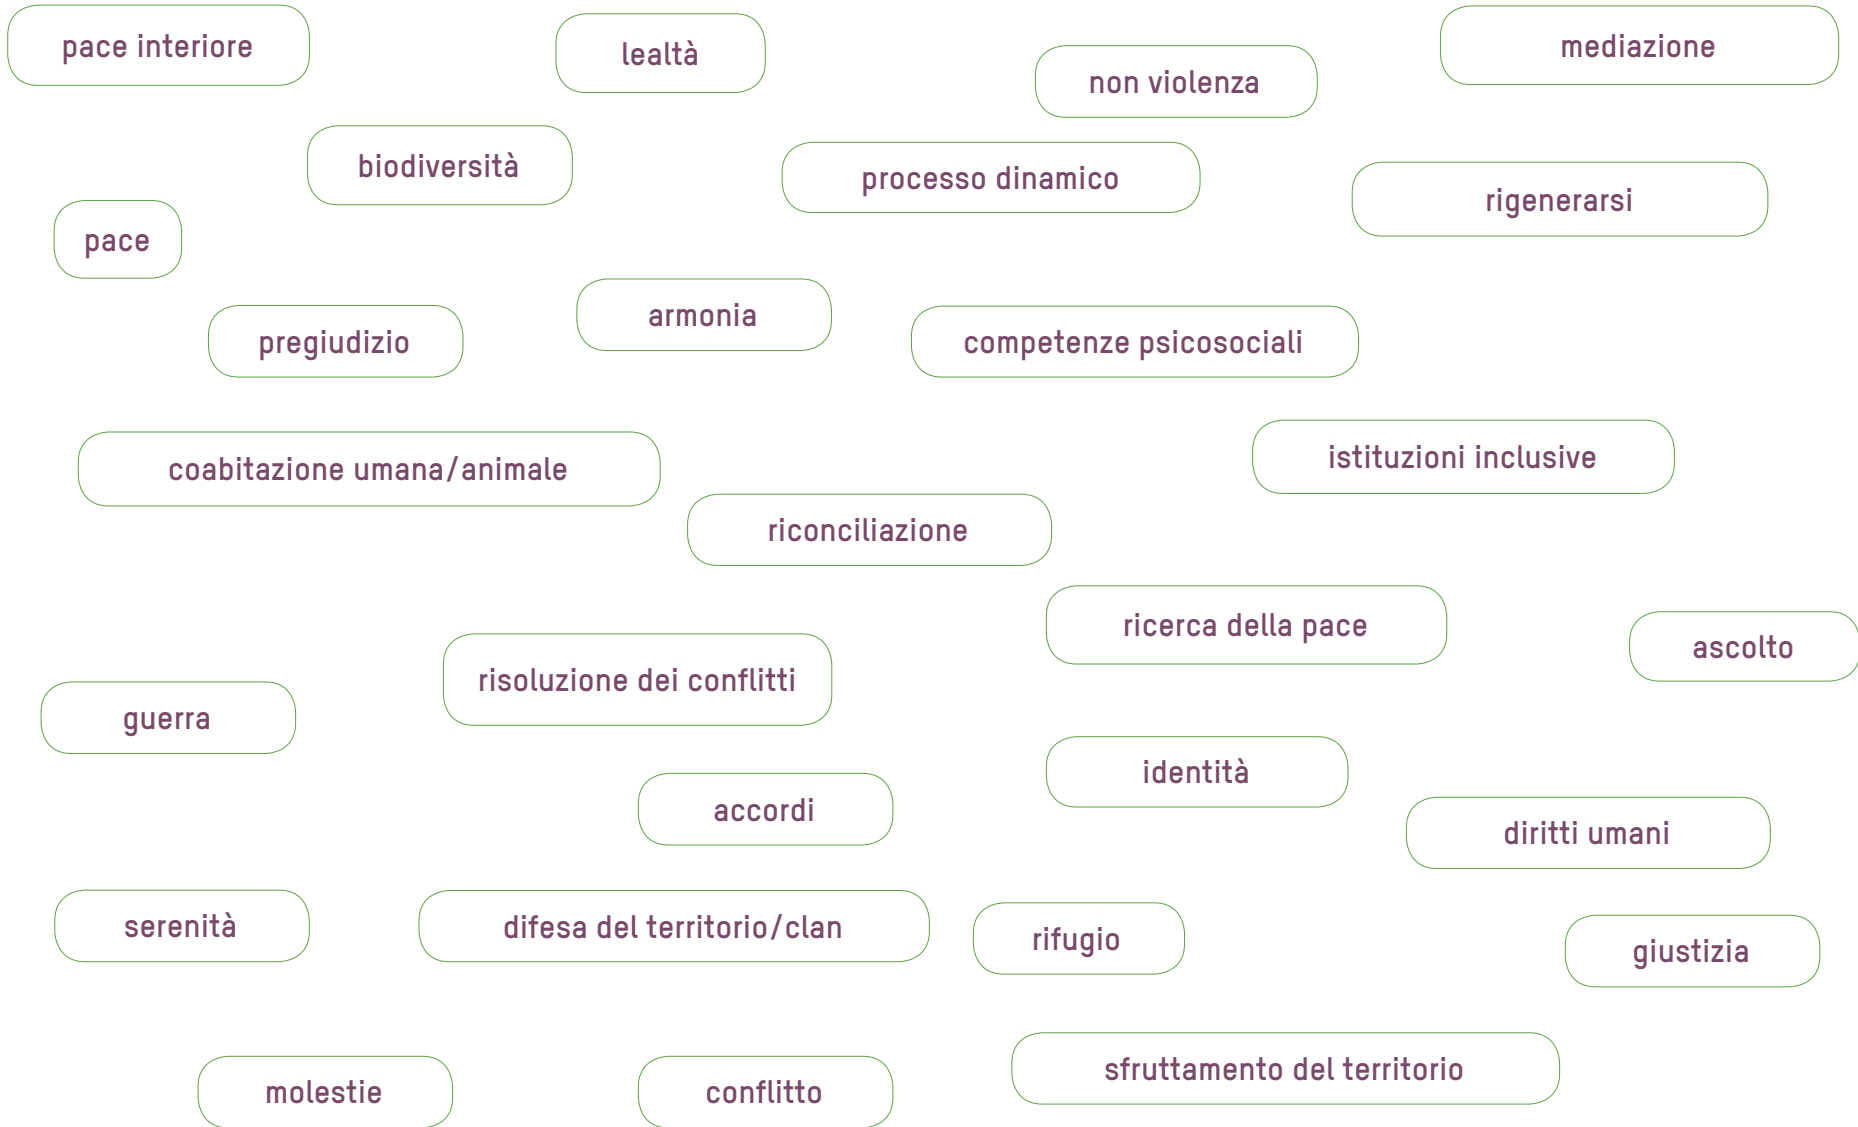 pace interiore
lealtà
non violenza
mediazione
biodiversità
processo dinamico
rigenerarsi
pace
pregiudizio
armonia
competenze psicosociali
coabitazione umana/animale
istituzioni inclusive
riconciliazione
ricerca della pace
ascolto
risoluzione dei conflitti
guerra
identità
accordi
diritti umani
serenità
difesa del territorio/clan
rifugio
giustizia
molestie
conflitto
sfruttamento del territorio